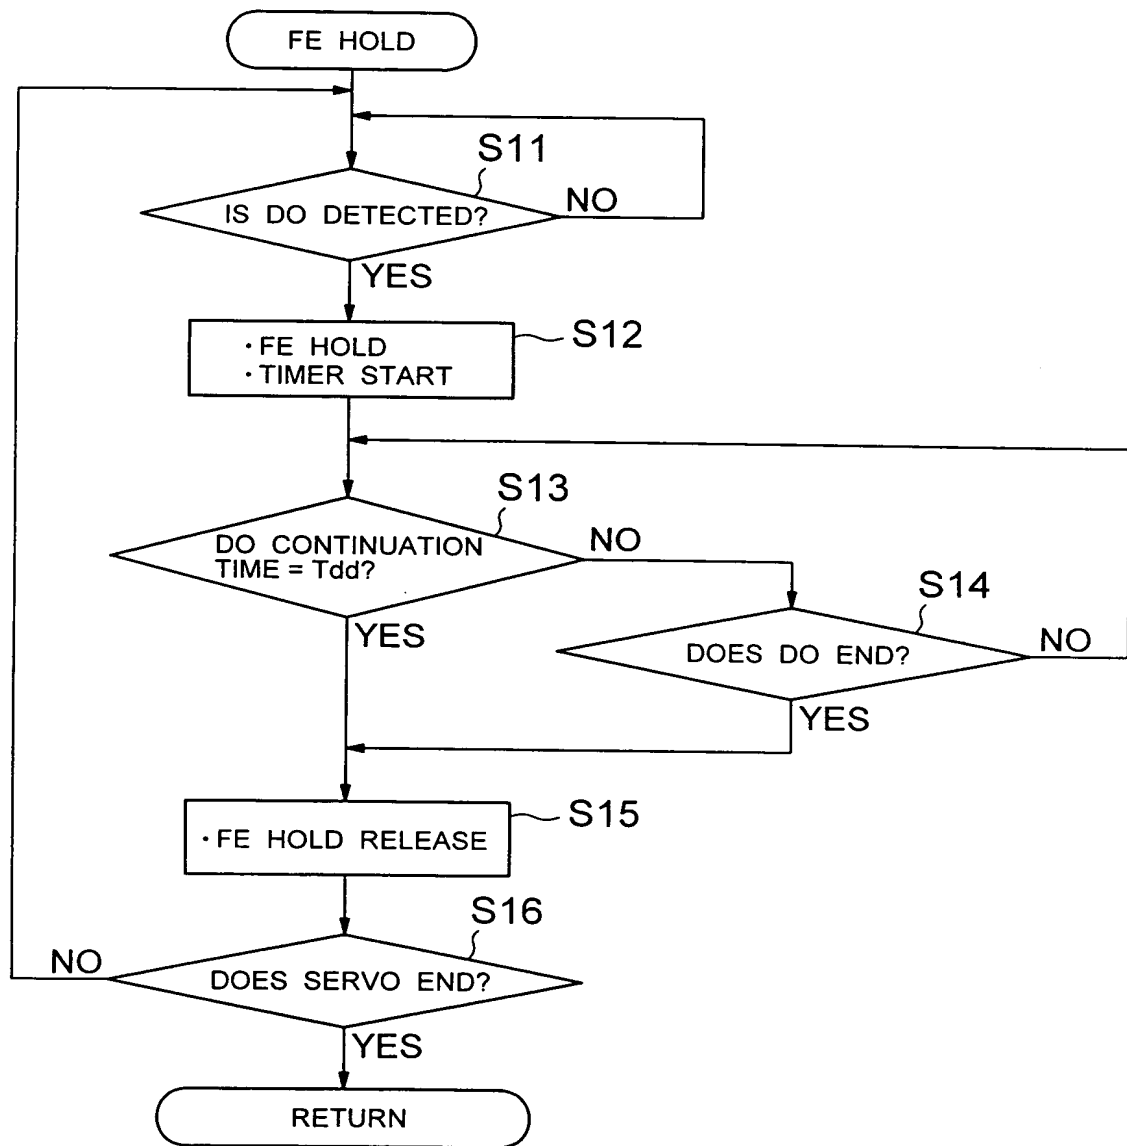 FE HOLD
S11
IS DO DETECTED?
NO
YES
S12
・FE HOLD
・TIMER START
S13
DO CONTINUATION
TIME = Tdd?
NO
YES
S14
DOES DO END?
NO
YES
S15
・FE HOLD RELEASE
S16
DOES SERVO END?
NO
YES
RETURN